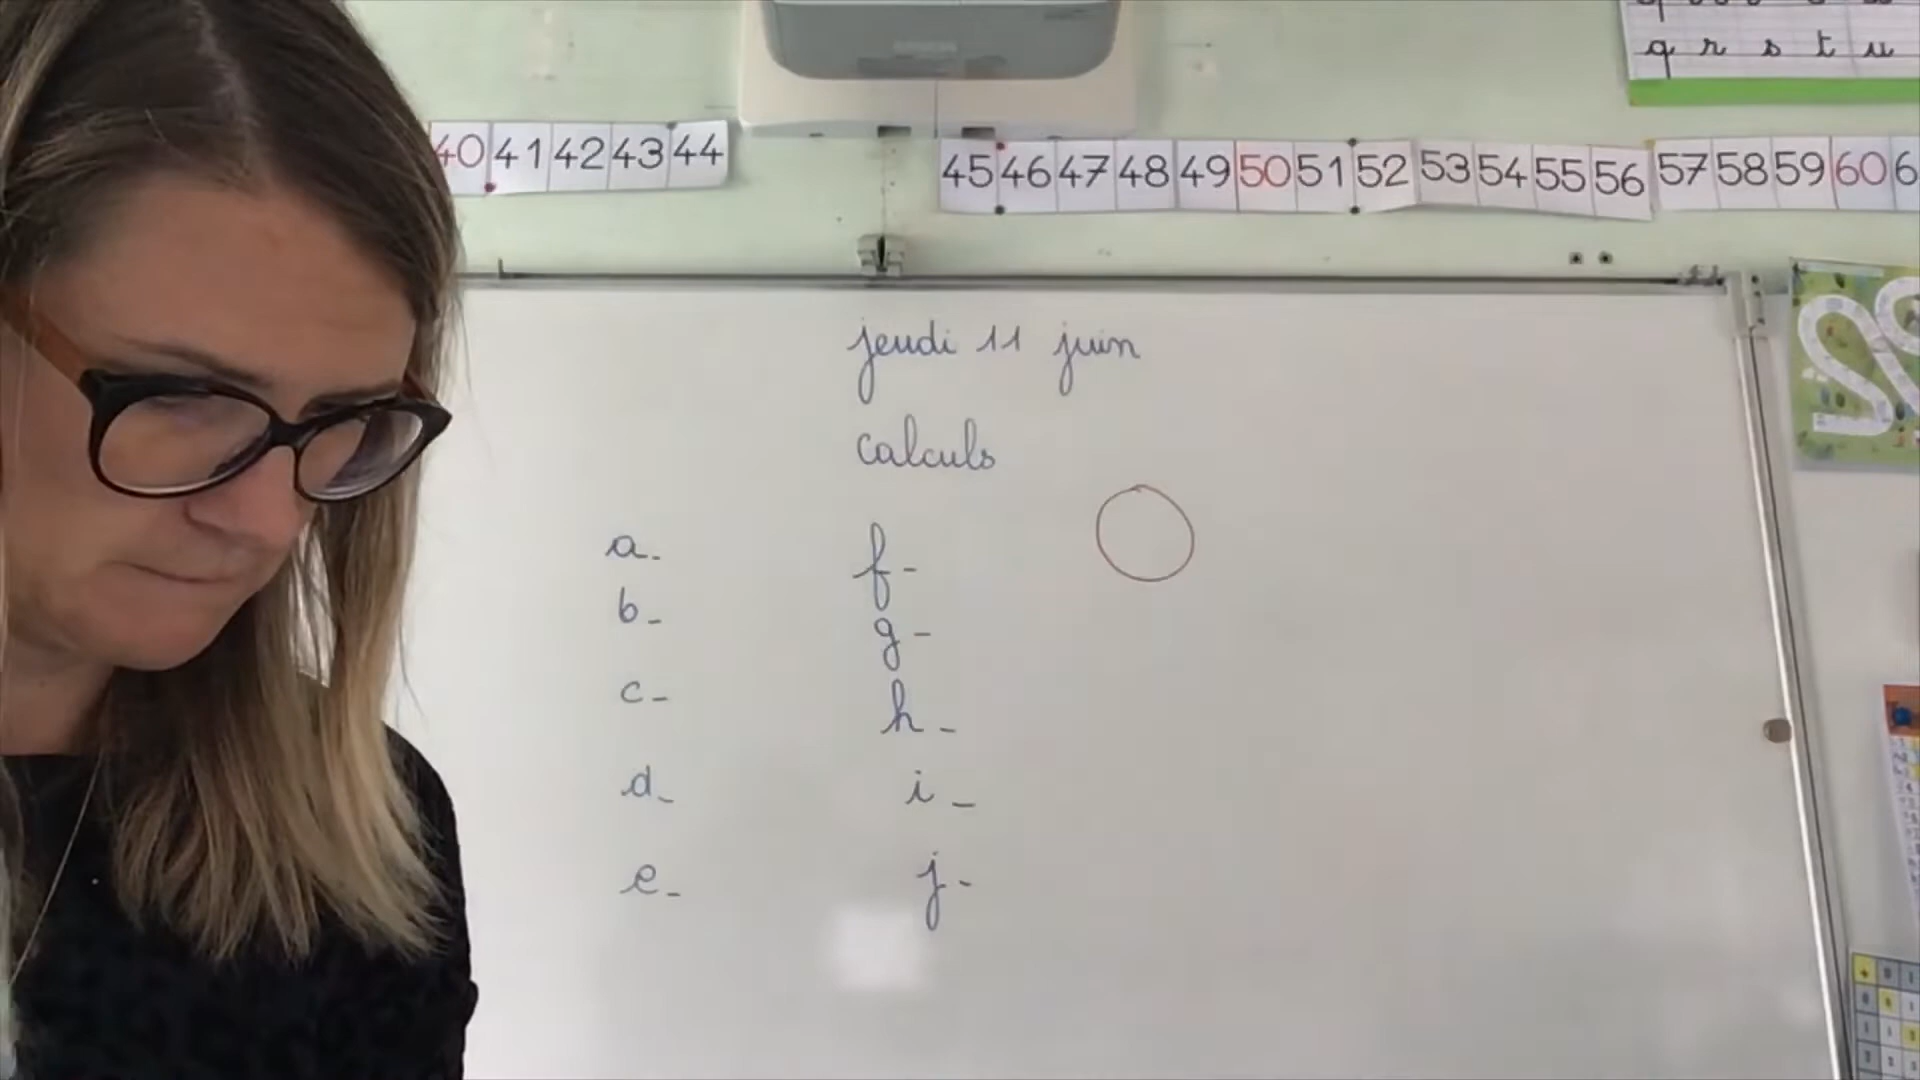 q r s t u
40 41 42 43 44
45 46 47 48 49 50 51 52 53 54 55 56 57 58 59 60 6
jeudi 11 juin
calculs
a- f-
b- g-
c- h-
d- i-
e- j-